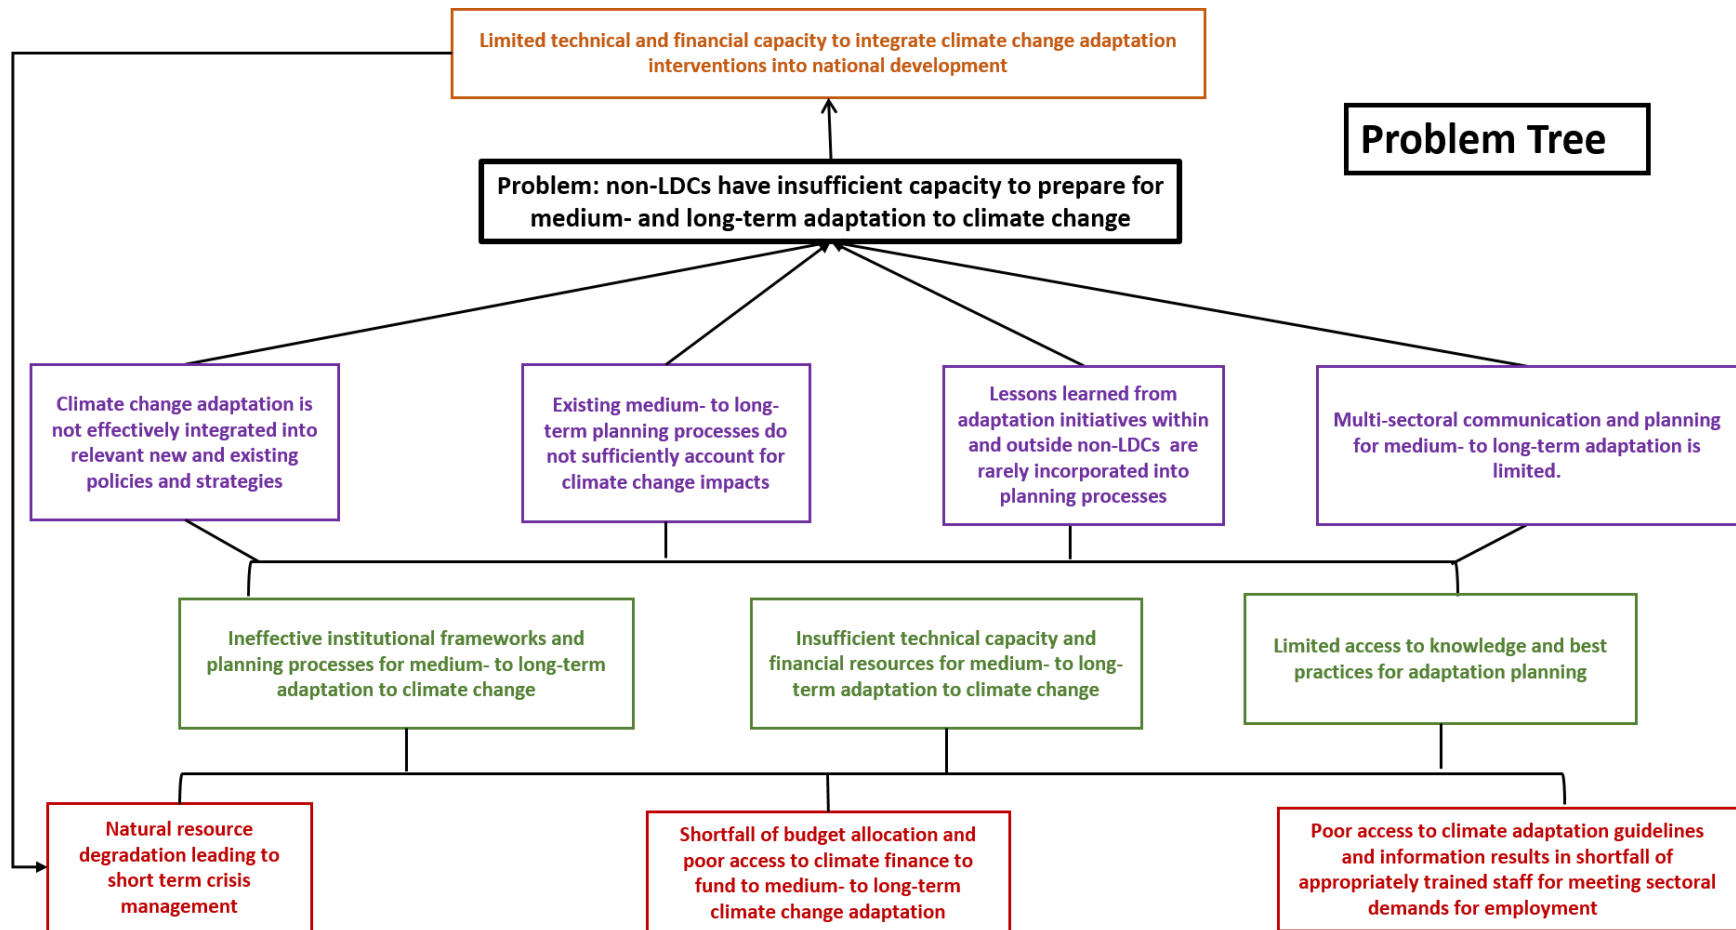 Limited technical and financial capacity to integrate climate change adaptation
interventions into national development
Problem Tree
Problem: non-LDCs have insufficient capacity to prepare for
medium- and long-term adaptation to climate change
Climate change adaptation is
not effectively integrated into
relevant new and existing
policies and strategies
Existing medium- to long-
term planning processes do
not sufficiently account for
climate change impacts
Lessons learned from
adaptation initiatives within
and outside non-LDCs are
rarely incorporated into
planning processes
Multi-sectoral communication and planning
for medium- to long-term adaptation is
limited.
Ineffective institutional frameworks and
planning processes for medium- to long-term
adaptation to climate change
Insufficient technical capacity and
financial resources for medium- to long-
term adaptation to climate change
Limited access to knowledge and best
practices for adaptation planning
Natural resource
degradation leading to
short term crisis
management
Shortfall of budget allocation and
poor access to climate finance to
fund to medium- to long-term
climate change adaptation
Poor access to climate adaptation guidelines
and information results in shortfall of
appropriately trained staff for meeting sectoral
demands for employment